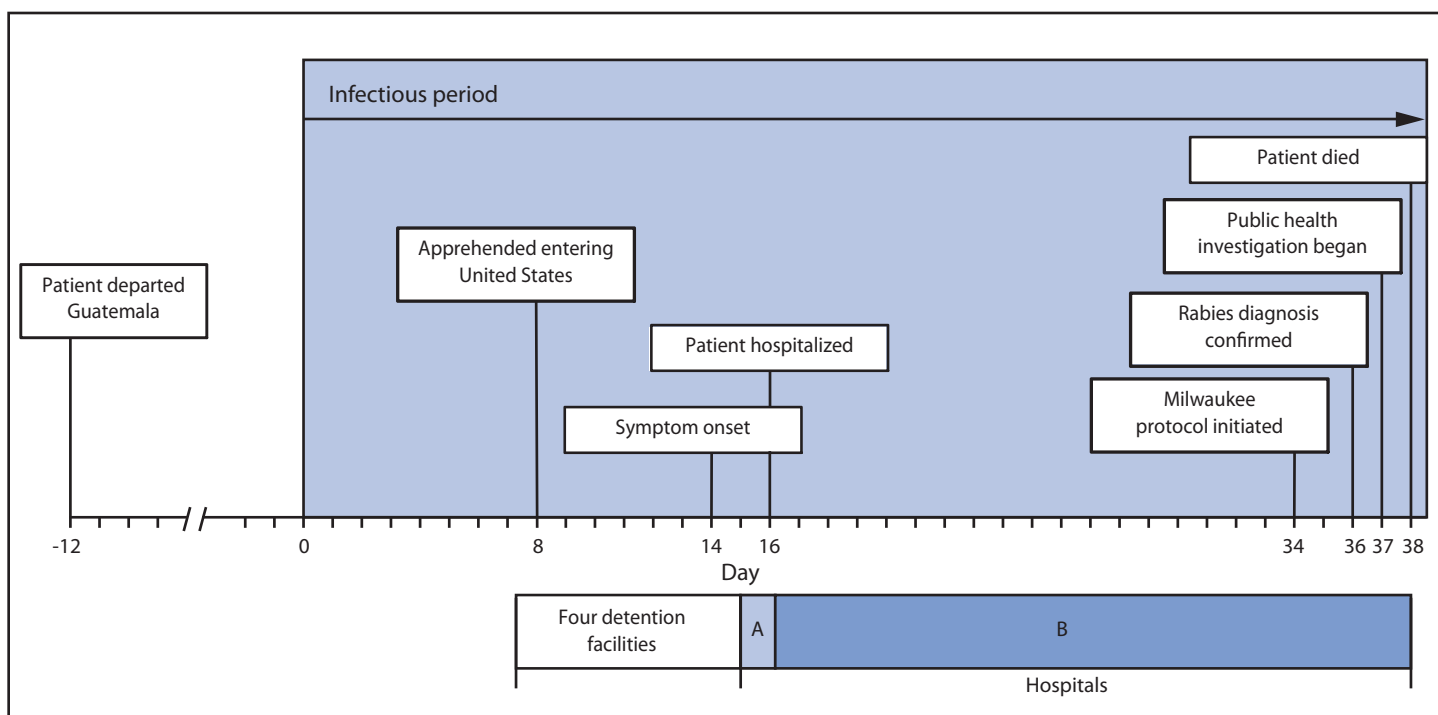 Infectious period
Patient died
Public health
investigation began
Apprehended entering
United States
Patient departed
Guatemala
Rabies diagnosis
confirmed
Patient hospitalized
Milwaukee
protocol initiated
Symptom onset
-12 0 8 14 16 34 36 37 38
Day
Four detention
facilities
A
B
Hospitals